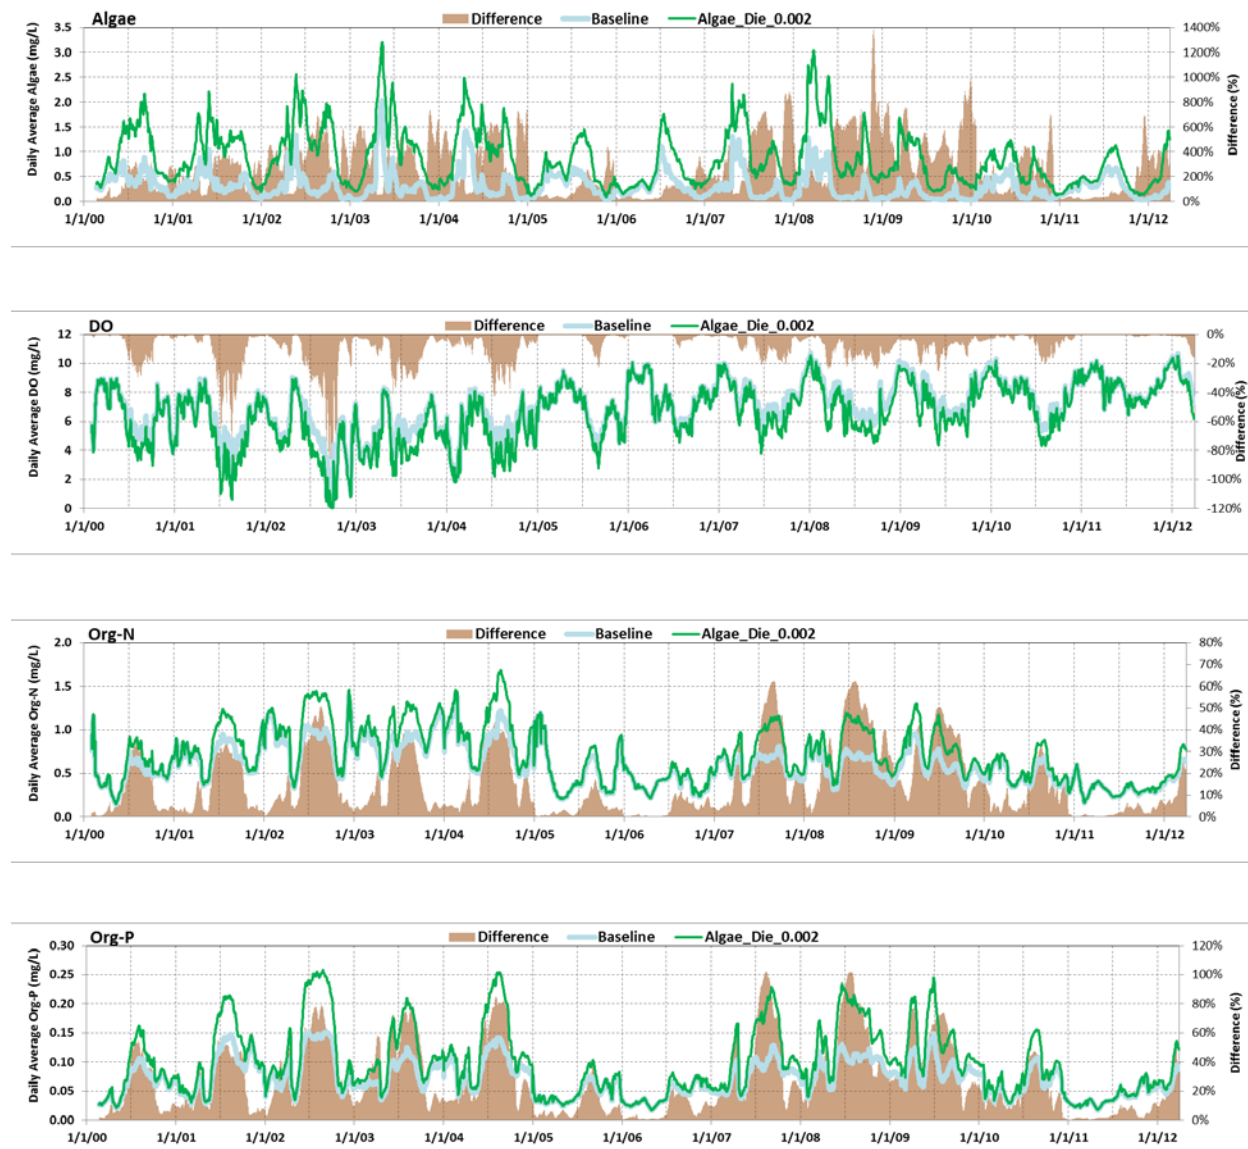 Algae
Difference Baseline Algae_Die_0.002
Daily Average Algae (mg/L)
3.5
3.0
2.5
2.0
1.5
1.0
0.5
0.0
1400%
1200%
1000%
800%
600%
400%
200%
0%
Difference (%)
1/1/00 1/1/01 1/1/02 1/1/03 1/1/04 1/1/05 1/1/06 1/1/07 1/1/08 1/1/09 1/1/10 1/1/11 1/1/12
DO
Difference Baseline Algae_Die_0.002
Daily Average DO (mg/L)
12
10
8
6
4
2
0
0%
-20%
-40%
-60%
-80%
-100%
-120%
Difference (%)
1/1/00 1/1/01 1/1/02 1/1/03 1/1/04 1/1/05 1/1/06 1/1/07 1/1/08 1/1/09 1/1/10 1/1/11 1/1/12
Org-N
Difference Baseline Algae_Die_0.002
Daily Average Org-N (mg/L)
2.0
1.5
1.0
0.5
0.0
80%
70%
60%
50%
40%
30%
20%
10%
0%
Difference (%)
1/1/00 1/1/01 1/1/02 1/1/03 1/1/04 1/1/05 1/1/06 1/1/07 1/1/08 1/1/09 1/1/10 1/1/11 1/1/12
Org-P
Difference Baseline Algae_Die_0.002
Daily Average Org-P (mg/L)
0.30
0.25
0.20
0.15
0.10
0.05
0.00
120%
100%
80%
60%
40%
20%
0%
Difference (%)
1/1/00 1/1/01 1/1/02 1/1/03 1/1/04 1/1/05 1/1/06 1/1/07 1/1/08 1/1/09 1/1/10 1/1/11 1/1/12